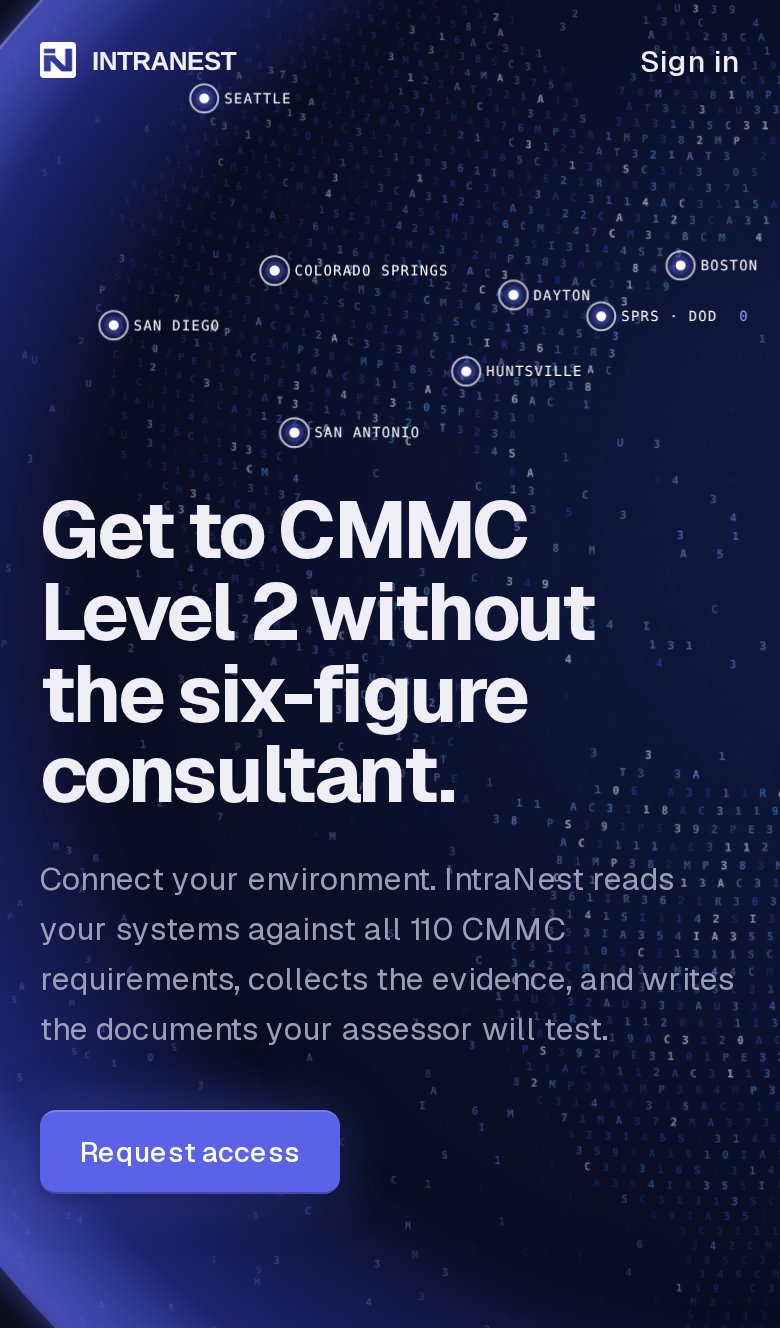 INTRANEST
Sign in
SEATTLE
COLORADO SPRINGS
BOSTON
DAYTON
SPRS · DOD 0
SAN DIEGO
HUNTSVILLE
SAN ANTONIO
Get to CMMC
Level 2 without
the six-figure
consultant.
Connect your environment. IntraNest reads
your systems against all 110 CMMC
requirements, collects the evidence, and writes
the documents your assessor will test.
Request access